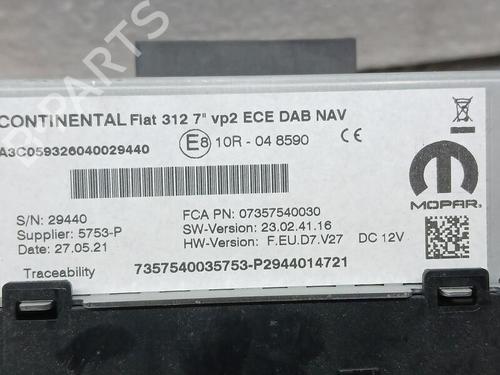 CONTINENTAL Fiat 312 7" vp2 ECE DAB NAV
A3C059326040029440
E8 10R - 04 8590 CE
S/N: 29440
Supplier: 5753-P
Date: 27.05.21
FCA PN: 07357540030
SW-Version: 23.02.41.16
HW-Version: F.EU.D7.V27
DC 12V
MOPAR
Traceability
7357540035753-P2944014721
B-PARTS